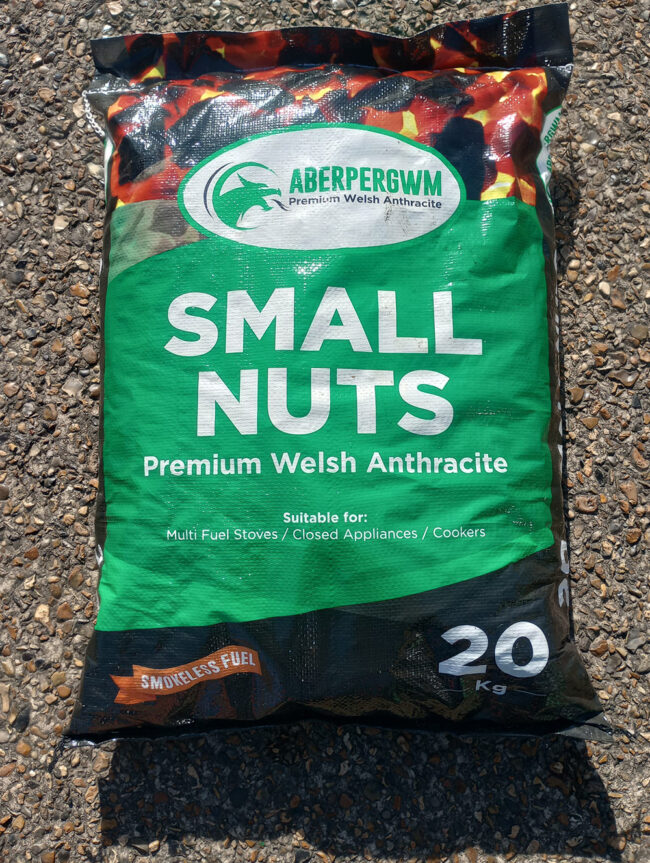 ABERPERGWM
Premium Welsh Anthracite
SMALL
NUTS
Premium Welsh Anthracite
Suitable for:
Multi Fuel Stoves / Closed Appliances / Cookers
SMOKELESS FUEL
20
Kg